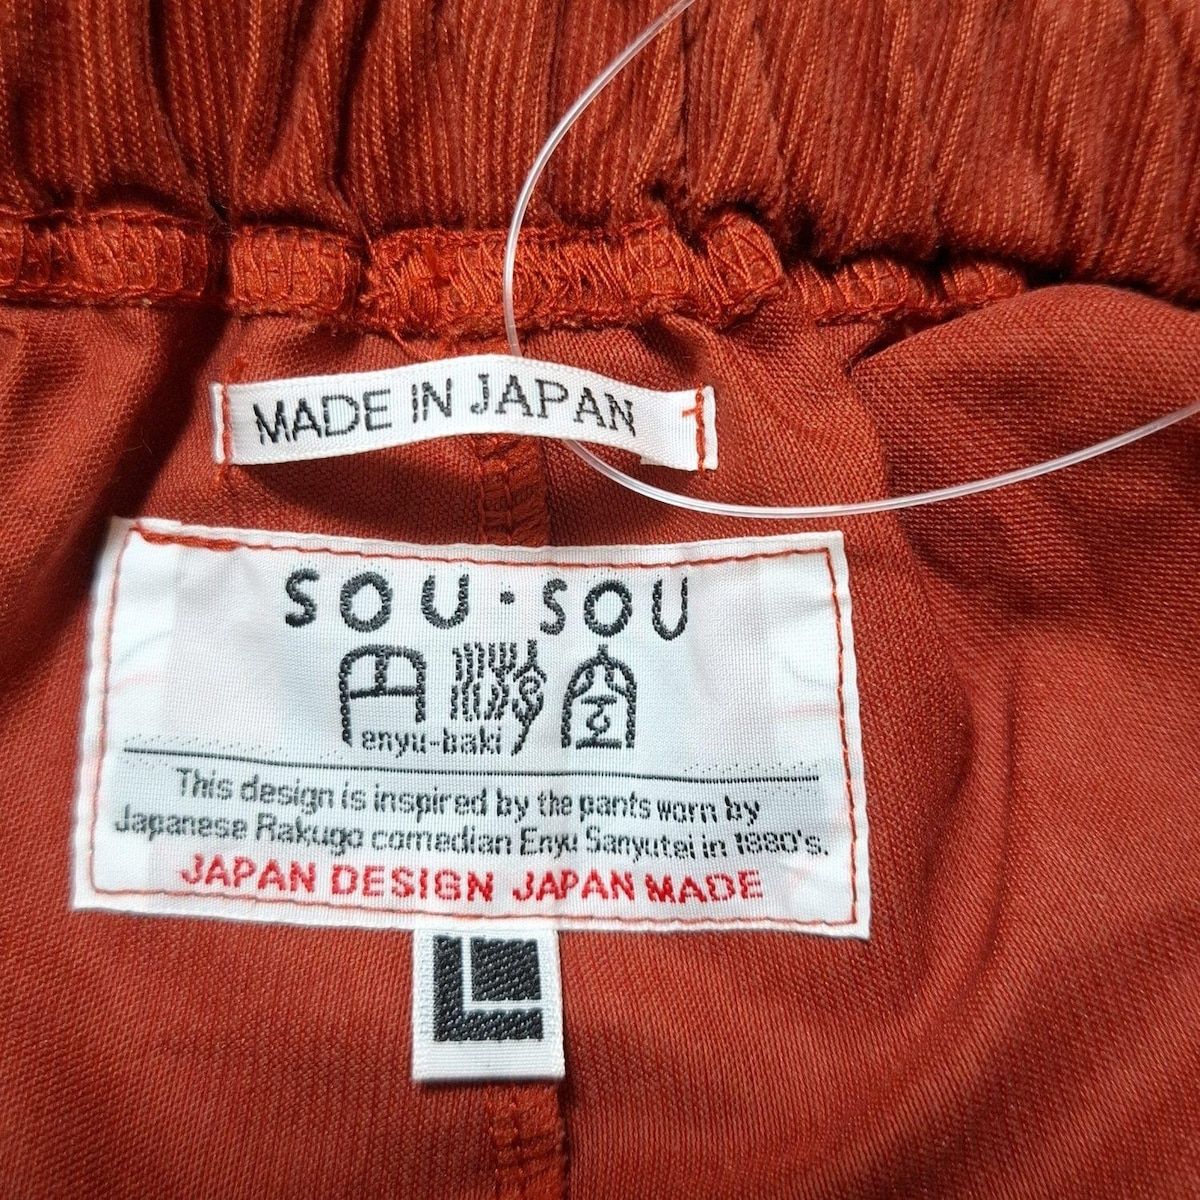 MADE IN JAPAN
SOU・SOU
enyu-baki
This design is inspired by the pants worn by
Japanese Rakugo comedian Enyu Sanyutei in 1980's.
JAPAN DESIGN JAPAN MADE
L